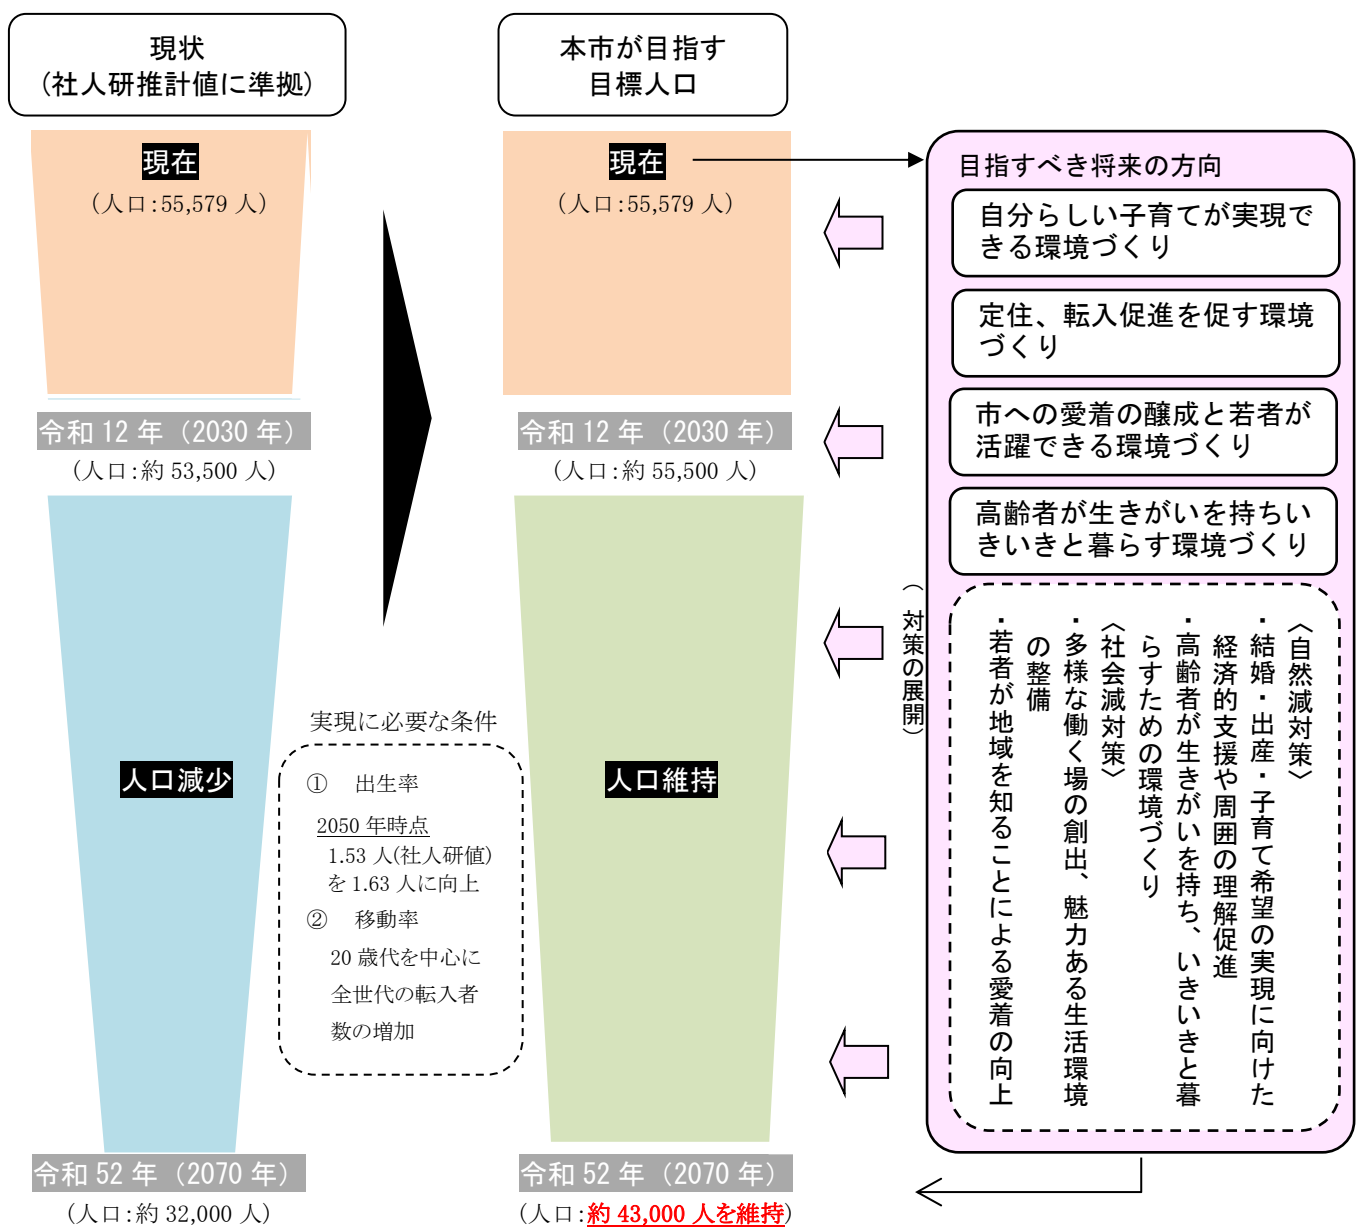 現状
(社人研推計値に準拠)
現在
(人口:55,579 人)
令和 12 年（2030 年）
(人口:約 53,500 人)
人口減少
令和 52 年（2070 年）
(人口:約 32,000 人)
実現に必要な条件
① 出生率
2050 年時点
1.53 人(社人研値)
を 1.63 人に向上
② 移動率
20 歳代を中心に
全世代の転入者
数の増加
本市が目指す
目標人口
現在
(人口:55,579 人)
令和 12 年（2030 年）
(人口:約 55,500 人)
人口維持
令和 52 年（2070 年）
(人口:約 43,000 人を維持)
（対策の展開）
目指すべき将来の方向
自分らしい子育てが実現で
きる環境づくり
定住、転入促進を促す環境
づくり
市への愛着の醸成と若者が
活躍できる環境づくり
高齢者が生きがいを持ちい
きいきと暮らす環境づくり
〈自然減対策〉
・結婚・出産・子育て希望の実現に向けた
経済的支援や周囲の理解促進
・高齢者が生きがいを持ち、いきいきと暮
らすための環境づくり
〈社会減対策〉
・多様な働く場の創出、魅力ある生活環境
の整備
・若者が地域を知ることによる愛着の向上